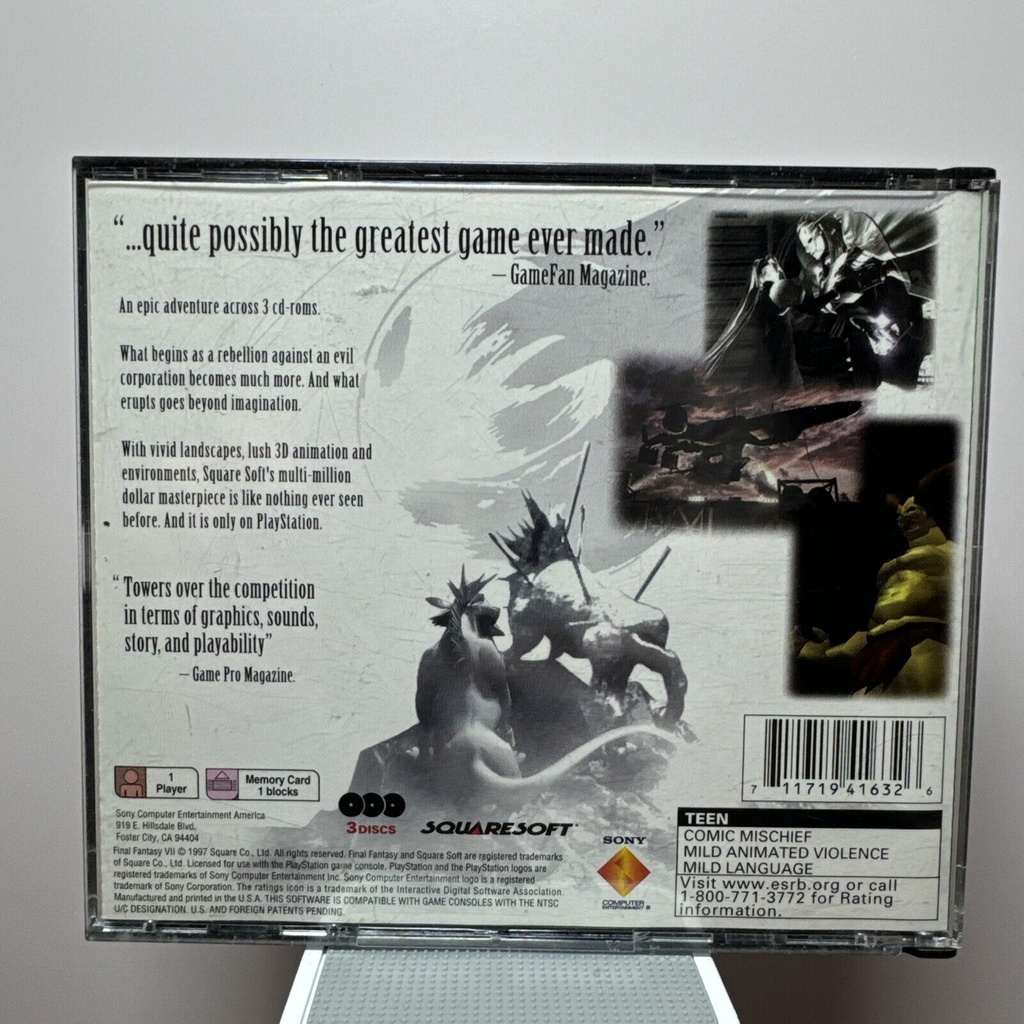 “...quite possibly the greatest game ever made.”
– GameFan Magazine.
An epic adventure across 3 cd-roms.
What begins as a rebellion against an evil
corporation becomes much more. And what
erupts goes beyond imagination.
With vivid landscapes, lush 3D animation and
environments, Square Soft's multi-million
dollar masterpiece is like nothing ever seen
before. And it is only on PlayStation.
“Towers over the competition
in terms of graphics, sounds,
story, and playability”
– Game Pro Magazine.
1
Player
Memory Card
1 blocks
3 DISCS
SQUARESOFT
Sony Computer Entertainment America
919 E. Hillsdale Blvd.
Foster City, CA 94404
Final Fantasy VII © 1997 Square Co., Ltd. All rights reserved. Final Fantasy and Square Soft are registered trademarks
of Square Co., Ltd. Licensed for use with the PlayStation game console. PlayStation and the PlayStation logos are
registered trademarks of Sony Computer Entertainment Inc. Sony Computer Entertainment logo is a registered
trademark of Sony Corporation. The ratings icon is a trademark of the Interactive Digital Software Association.
Manufactured and printed in the U.S.A. THIS SOFTWARE IS COMPATIBLE WITH GAME CONSOLES WITH THE NTSC
U/C DESIGNATION. U.S. AND FOREIGN PATENTS PENDING.
SONY
COMPUTER
ENTERTAINMENT
7 11719 41632 6
TEEN
COMIC MISCHIEF
MILD ANIMATED VIOLENCE
MILD LANGUAGE
Visit www.esrb.org or call
1-800-771-3772 for Rating
information.